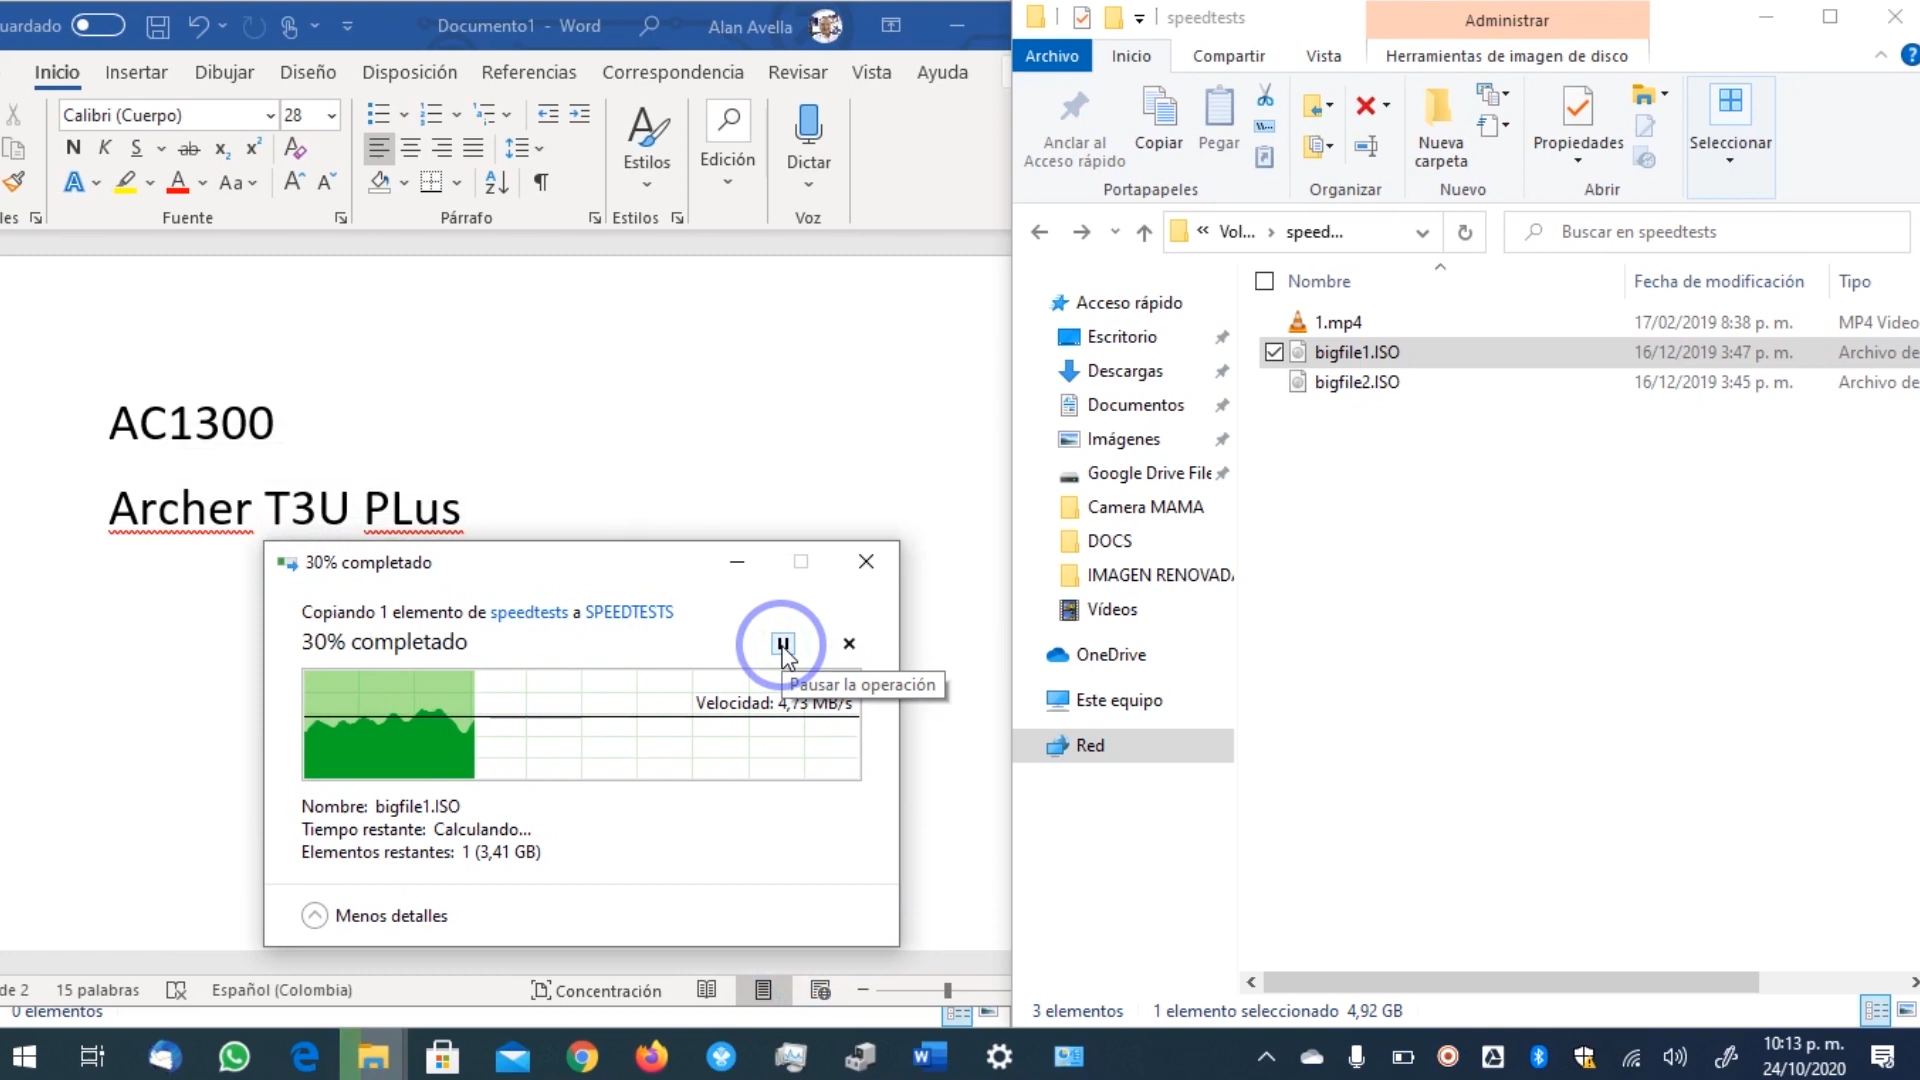 uardado
Documento1 - Word
Alan Avella
Inicio Insertar Dibujar Diseño Disposición Referencias Correspondencia Revisar Vista Ayuda
Calibri (Cuerpo) 28
N K S ab x₂ x² A
A A Aa A A
Estilos
Edición
Dictar
les Fuente Párrafo Estilos Voz
AC1300
Archer T3U PLus
30% completado
Copiando 1 elemento de speedtests a SPEEDTESTS
30% completado
Pausar la operación
Velocidad: 4,73 MB/s
Nombre: bigfile1.ISO
Tiempo restante: Calculando...
Elementos restantes: 1 (3,41 GB)
Menos detalles
de 2 15 palabras Español (Colombia) Concentración
0 elementos
speedtests
Administrar
Archivo Inicio Compartir Vista Herramientas de imagen de disco
Anclar al
Acceso rápido
Copiar
Pegar
Nueva
carpeta
Propiedades
Seleccionar
Portapapeles Organizar Nuevo Abrir
« Vol... › speed...
Buscar en speedtests
Nombre Fecha de modificación Tipo
1.mp4 17/02/2019 8:38 p. m. MP4 Video
bigfile1.ISO 16/12/2019 3:47 p. m. Archivo de
bigfile2.ISO 16/12/2019 3:45 p. m. Archivo de
Acceso rápido
Escritorio
Descargas
Documentos
Imágenes
Google Drive File
Camera MAMA
DOCS
IMAGEN RENOVADA
Vídeos
OneDrive
Este equipo
Red
3 elementos 1 elemento seleccionado 4,92 GB
10:13 p. m.
24/10/2020